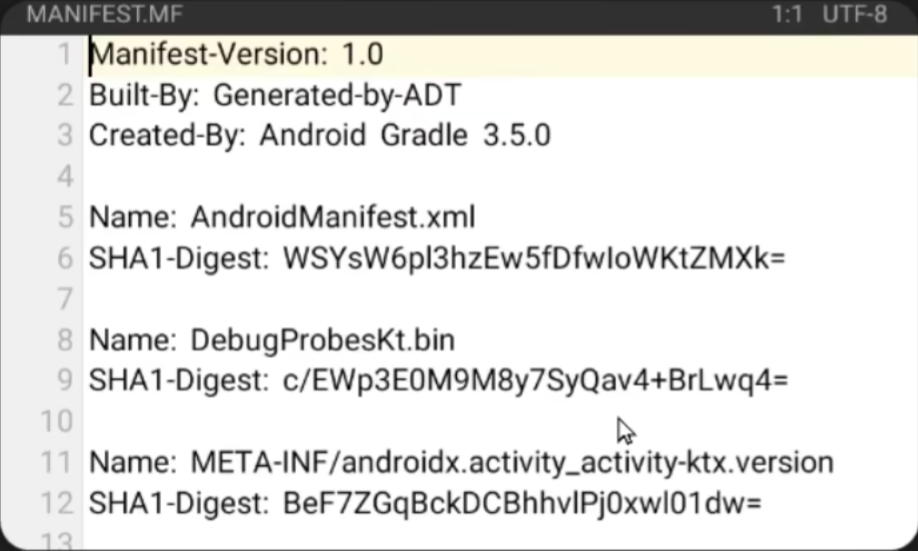 MANIFEST.MF 1:1 UTF-8
1 Manifest-Version: 1.0
2 Built-By: Generated-by-ADT
3 Created-By: Android Gradle 3.5.0
4
5 Name: AndroidManifest.xml
6 SHA1-Digest: WSYsW6pl3hzEw5fDfwIoWKtZMXk=
7
8 Name: DebugProbesKt.bin
9 SHA1-Digest: c/EWp3E0M9M8y7SyQav4+BrLwq4=
10
11 Name: META-INF/androidx.activity_activity-ktx.version
12 SHA1-Digest: BeF7ZGqBckDCBhhvlPj0xwl01dw=
13